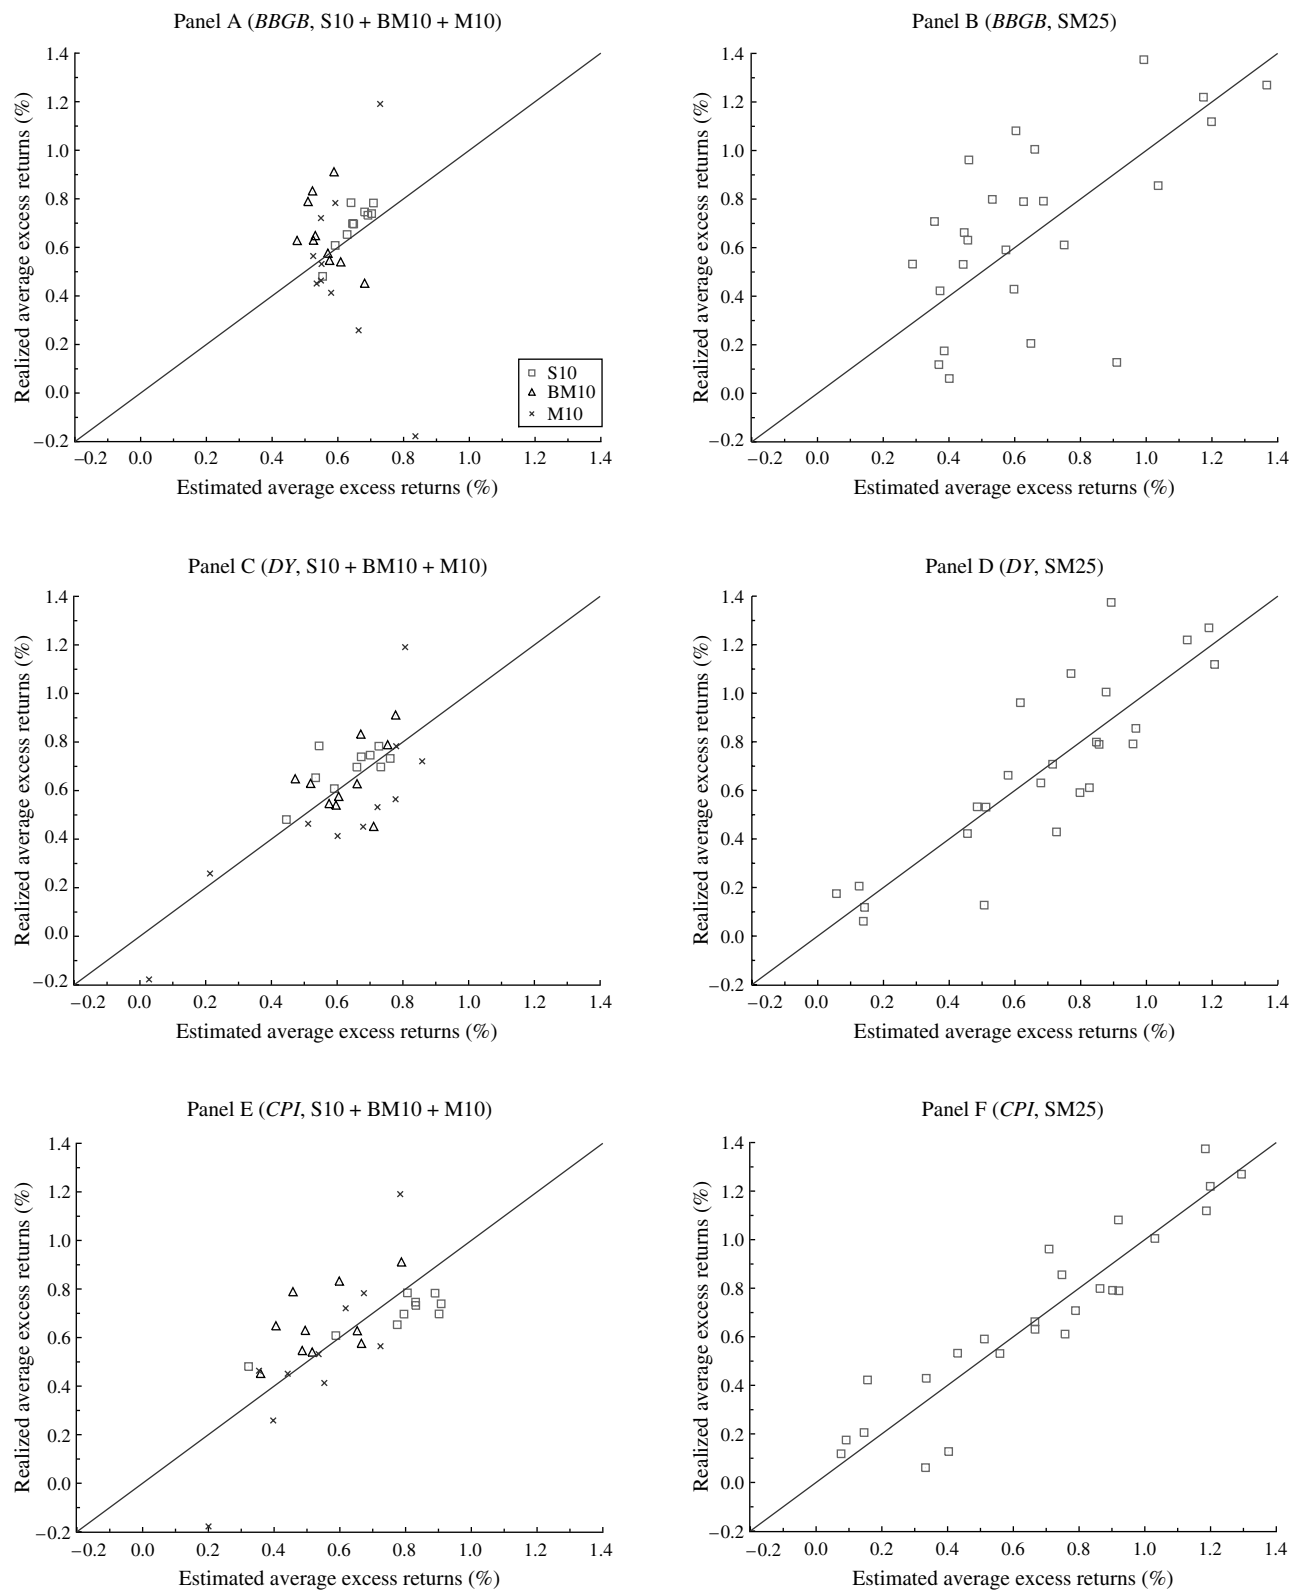 Panel A (BBGB, S10 + BM10 + M10)
1.4
1.2
1.0
0.8
0.6
0.4
0.2
0.0
−0.2
Realized average excess returns (%)
S10
BM10
M10
−0.2 0.0 0.2 0.4 0.6 0.8 1.0 1.2 1.4
Estimated average excess returns (%)
Panel B (BBGB, SM25)
1.4
1.2
1.0
0.8
0.6
0.4
0.2
0.0
−0.2
Realized average excess returns (%)
−0.2 0.0 0.2 0.4 0.6 0.8 1.0 1.2 1.4
Estimated average excess returns (%)
Panel C (DY, S10 + BM10 + M10)
1.4
1.2
1.0
0.8
0.6
0.4
0.2
0.0
−0.2
Realized average excess returns (%)
−0.2 0.0 0.2 0.4 0.6 0.8 1.0 1.2 1.4
Estimated average excess returns (%)
Panel D (DY, SM25)
1.4
1.2
1.0
0.8
0.6
0.4
0.2
0.0
−0.2
Realized average excess returns (%)
−0.2 0.0 0.2 0.4 0.6 0.8 1.0 1.2 1.4
Estimated average excess returns (%)
Panel E (CPI, S10 + BM10 + M10)
1.4
1.2
1.0
0.8
0.6
0.4
0.2
0.0
−0.2
Realized average excess returns (%)
−0.2 0.0 0.2 0.4 0.6 0.8 1.0 1.2 1.4
Estimated average excess returns (%)
Panel F (CPI, SM25)
1.4
1.2
1.0
0.8
0.6
0.4
0.2
0.0
−0.2
Realized average excess returns (%)
−0.2 0.0 0.2 0.4 0.6 0.8 1.0 1.2 1.4
Estimated average excess returns (%)